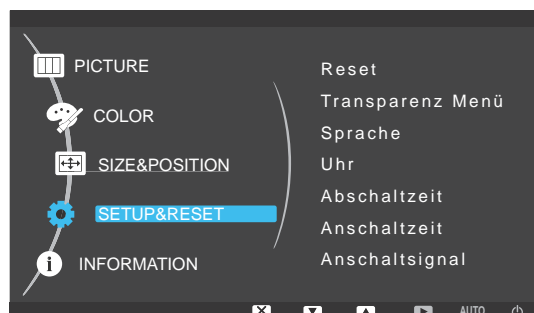 PICTURE
COLOR
SIZE&POSITION
SETUP&RESET
INFORMATION
Reset
Transparenz Menü
Sprache
Uhr
Abschaltzeit
Anschaltzeit
Anschaltsignal
AUTO